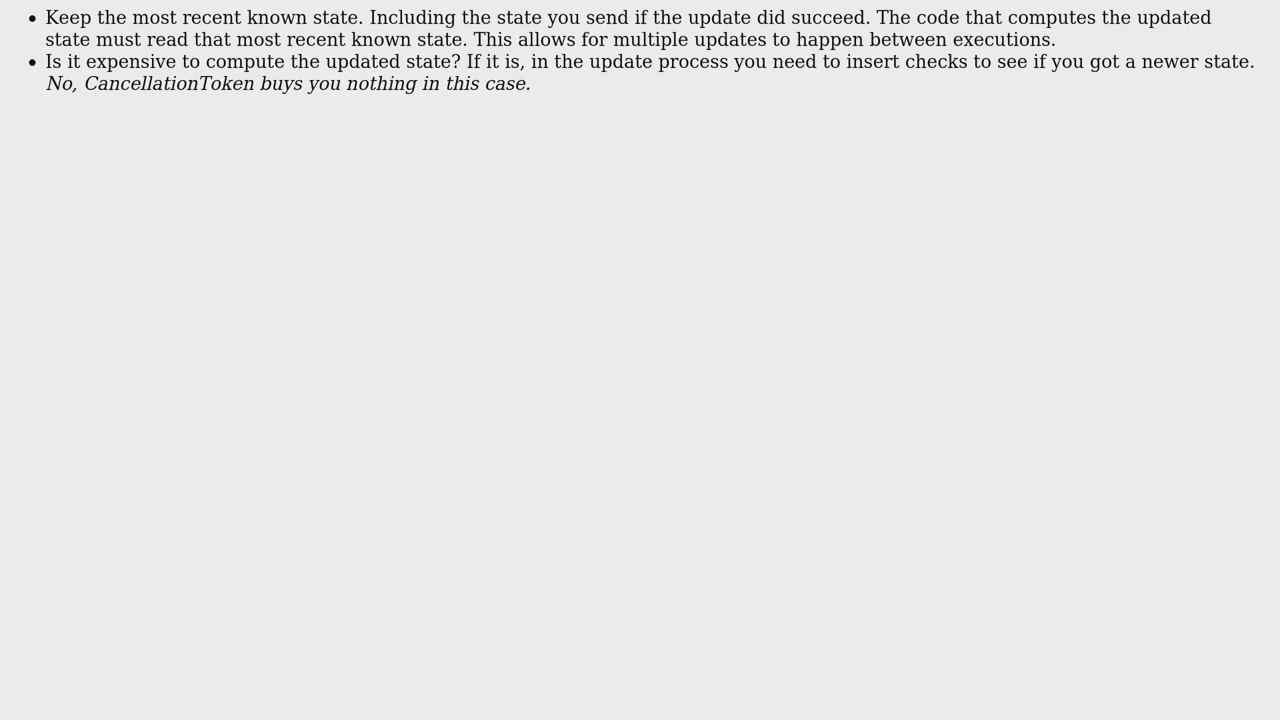 • Keep the most recent known state. Including the state you send if the update did succeed. The code that computes the updated
state must read that most recent known state. This allows for multiple updates to happen between executions.
• Is it expensive to compute the updated state? If it is, in the update process you need to insert checks to see if you got a newer state.
No, CancellationToken buys you nothing in this case.